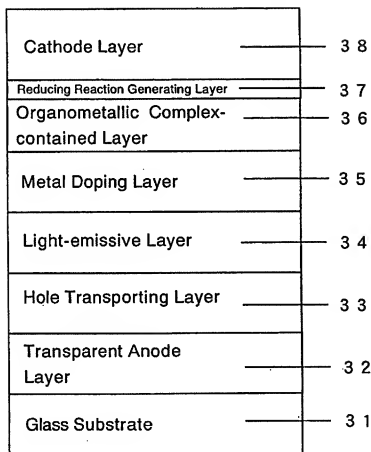 Cathode Layer 38
Reducing Reaction Generating Layer 37
Organometallic Complex-
contained Layer 36
Metal Doping Layer 35
Light-emissive Layer 34
Hole Transporting Layer 33
Transparent Anode
Layer 32
Glass Substrate 31